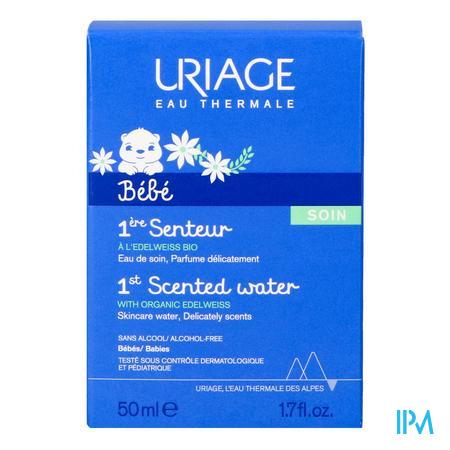 URIAGE
EAU THERMALE
Bébé
SOIN
1ère Senteur
À L'EDELWEISS BIO
Eau de soin, Parfume délicatement
1st Scented water
WITH ORGANIC EDELWEISS
Skincare water, Delicately scents
SANS ALCOOL/ ALCOHOL-FREE
Bébés/ Babies
TESTÉ SOUS CONTRÔLE DERMATOLOGIQUE
ET PÉDIATRIQUE
URIAGE, L'EAU THERMALE DES ALPES
50 ml e 1.7 fl.oz.
IPM